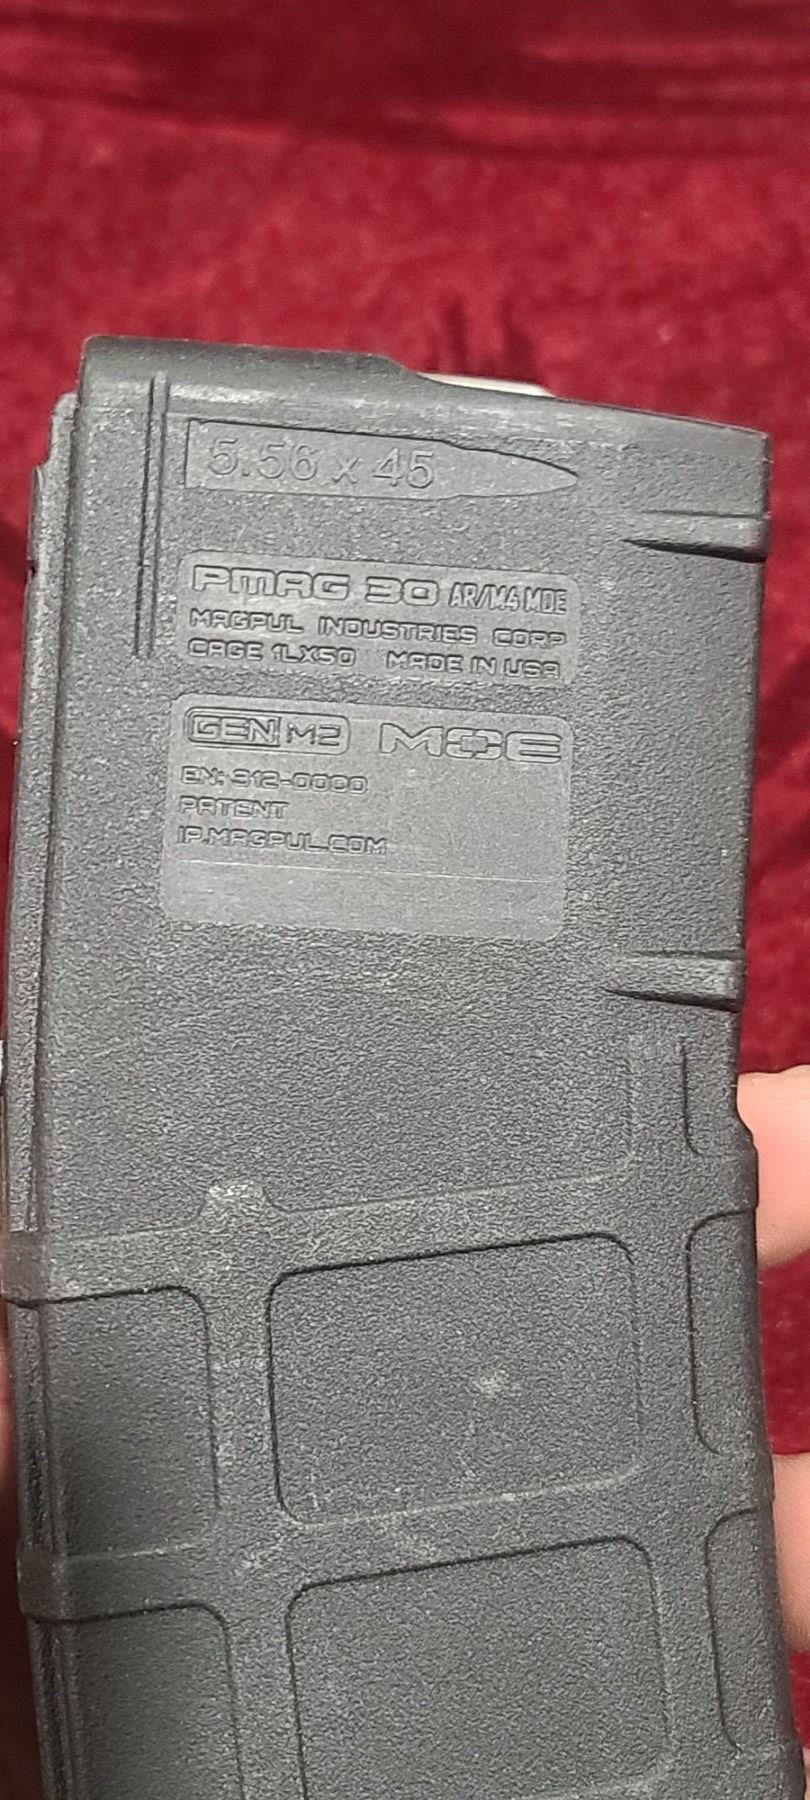 5.56 x 45
PMAG 30 AR/M4 MOE
MAGPUL INDUSTRIES CORP
CAGE 1LX50 MADE IN USA
GEN M2 MOE
EN: 312-0000
PATENT
IP.MAGPUL.COM